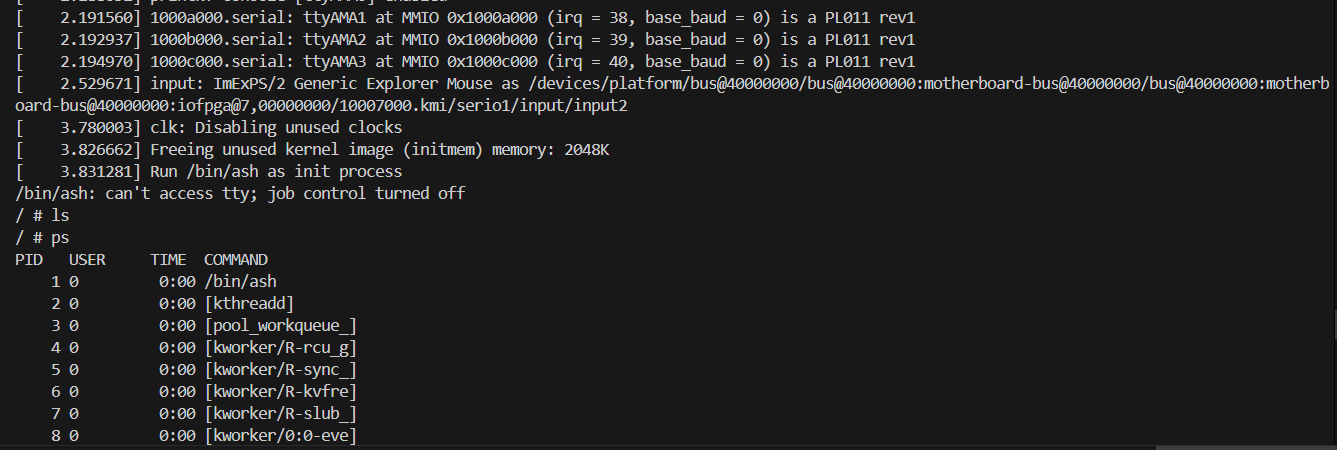 [    2.191560] 1000a000.serial: ttyAMA1 at MMIO 0x1000a000 (irq = 38, base_baud = 0) is a PL011 rev1
[    2.192937] 1000b000.serial: ttyAMA2 at MMIO 0x1000b000 (irq = 39, base_baud = 0) is a PL011 rev1
[    2.194970] 1000c000.serial: ttyAMA3 at MMIO 0x1000c000 (irq = 40, base_baud = 0) is a PL011 rev1
[    2.529671] input: ImExPS/2 Generic Explorer Mouse as /devices/platform/bus@40000000/bus@40000000:motherboard-bus@40000000/bus@40000000:motherb
oard-bus@40000000:iofpga@7,00000000/10007000.kmi/serio1/input/input2
[    3.780003] clk: Disabling unused clocks
[    3.826662] Freeing unused kernel image (initmem) memory: 2048K
[    3.831281] Run /bin/ash as init process
/bin/ash: can't access tty; job control turned off
/ # ls
/ # ps
PID   USER     TIME  COMMAND
    1 0         0:00 /bin/ash
    2 0         0:00 [kthreadd]
    3 0         0:00 [pool_workqueue_]
    4 0         0:00 [kworker/R-rcu_g]
    5 0         0:00 [kworker/R-sync_]
    6 0         0:00 [kworker/R-kvfre]
    7 0         0:00 [kworker/R-slub_]
    8 0         0:00 [kworker/0:0-eve]